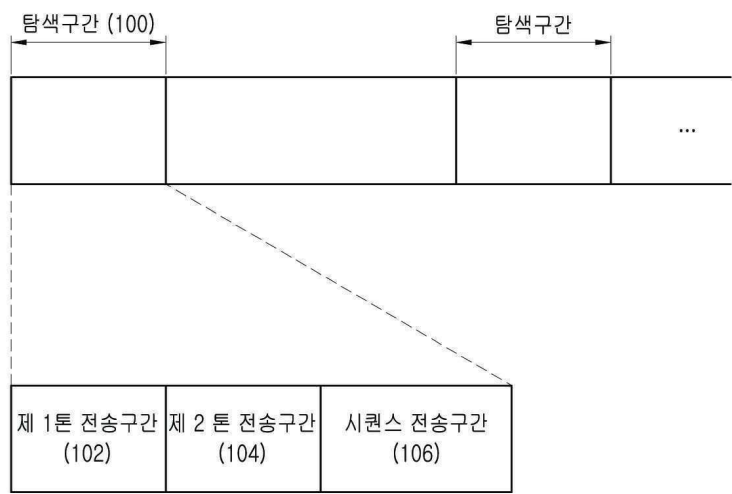 탐색구간 (100)
탐색구간
...
제 1톤 전송구간
(102)
제 2 톤 전송구간
(104)
시퀀스 전송구간
(106)